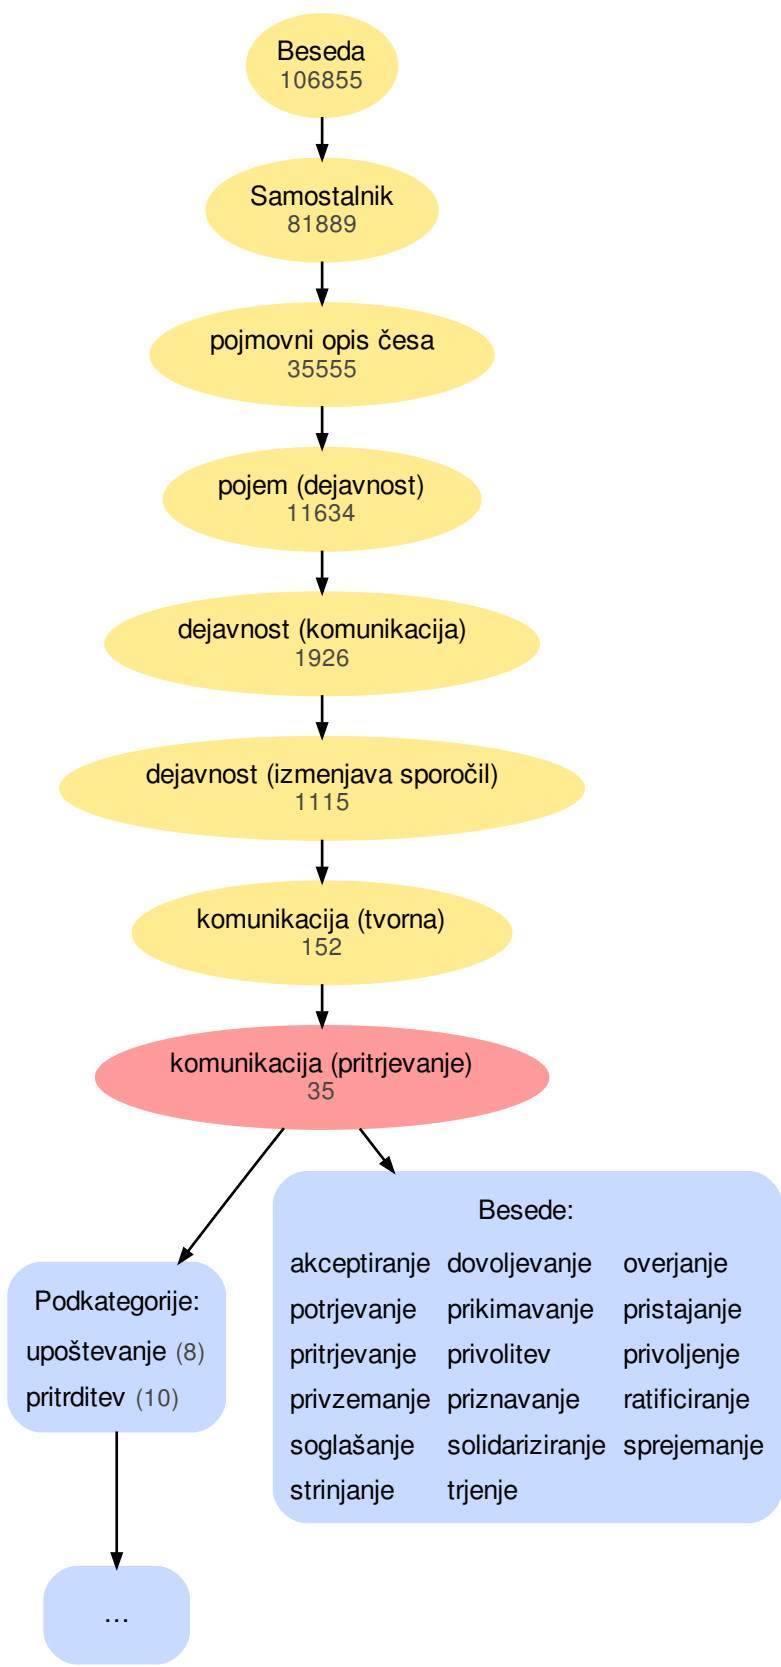 Beseda
106855
Samostalnik
81889
pojmovni opis česa
35555
pojem (dejavnost)
11634
dejavnost (komunikacija)
1926
dejavnost (izmenjava sporočil)
1115
komunikacija (tvorna)
152
komunikacija (pritrjevanje)
35
Podkategorije:
upoštevanje (8)
pritrditev (10)
...
Besede:
akceptiranje dovoljevanje overjanje
potrjevanje prikimavanje pristajanje
pritrjevanje privolitev privoljenje
privzemanje priznavanje ratificiranje
soglašanje solidariziranje sprejemanje
strinjanje trjenje